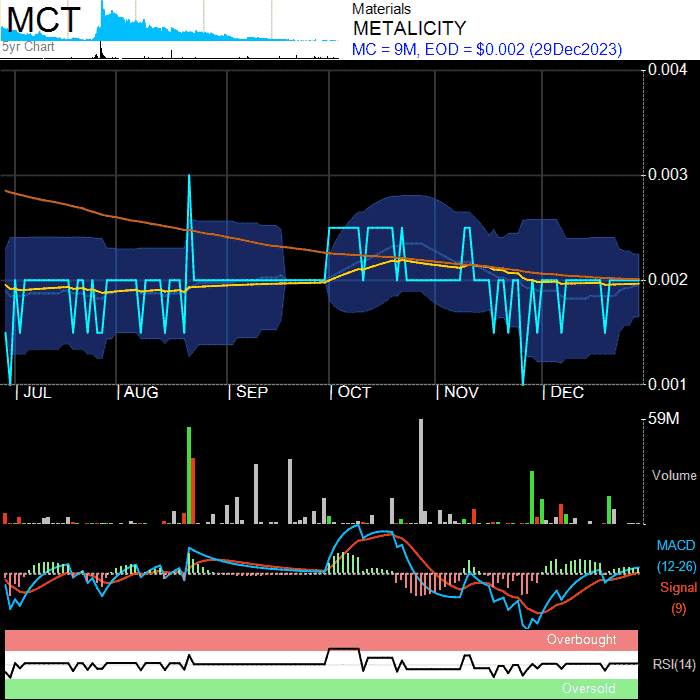 MCT
5yr Chart
Materials
METALICITY
MC = 9M, EOD = $0.002 (29Dec2023)
0.004
0.003
0.002
0.001
JUL AUG SEP OCT NOV DEC
59M
Volume
MACD
(12-26)
Signal
(9)
Overbought
RSI(14)
Oversold